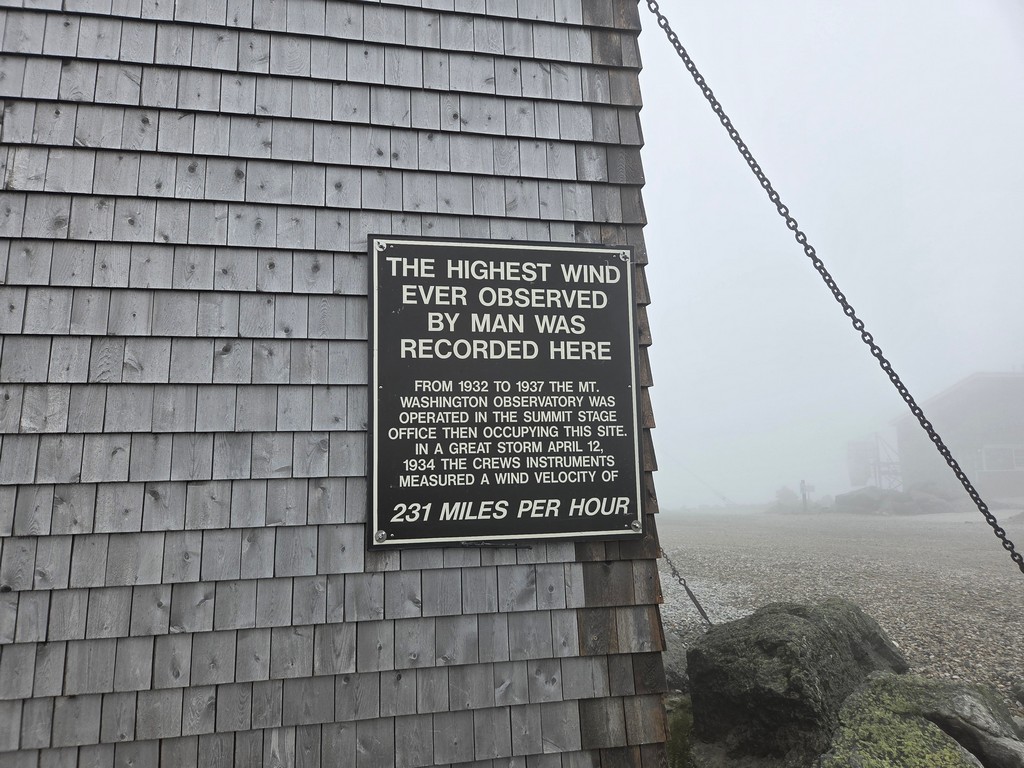 THE HIGHEST WIND
EVER OBSERVED
BY MAN WAS
RECORDED HERE
FROM 1932 TO 1937 THE MT.
WASHINGTON OBSERVATORY WAS
OPERATED IN THE SUMMIT STAGE
OFFICE THEN OCCUPYING THIS SITE.
IN A GREAT STORM APRIL 12,
1934 THE CREWS INSTRUMENTS
MEASURED A WIND VELOCITY OF
231 MILES PER HOUR